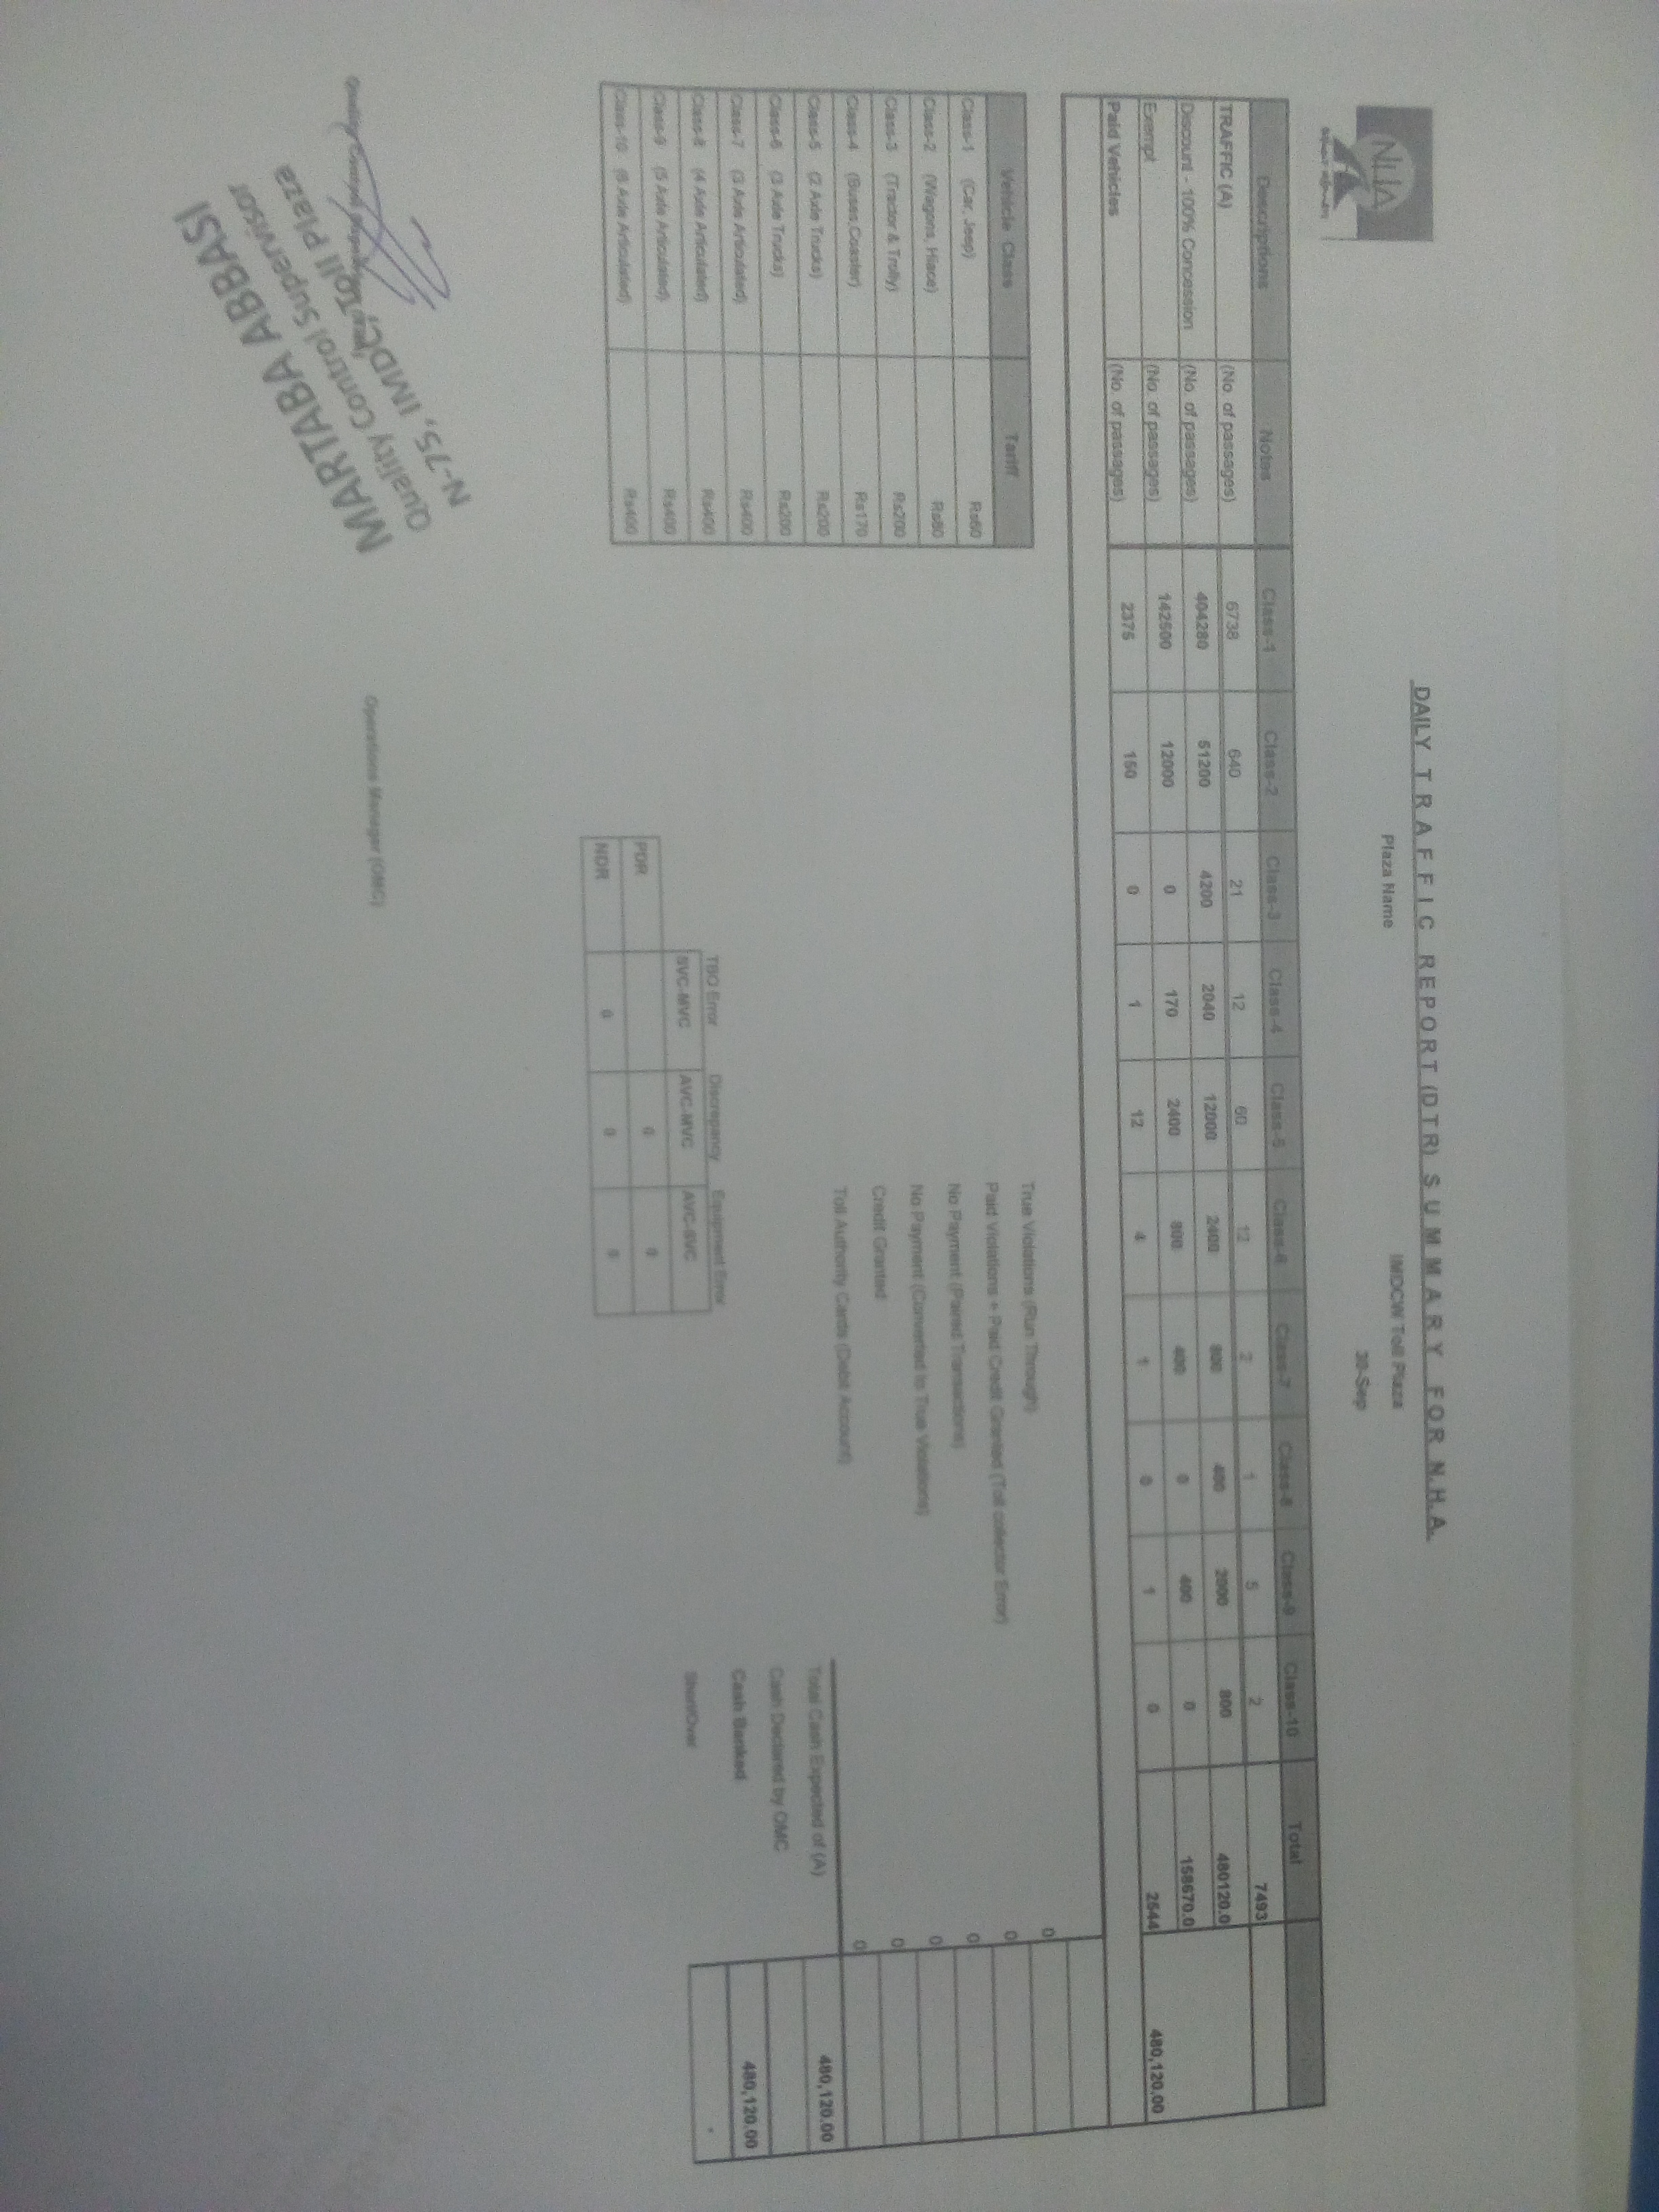 NHA
DAILY TRAFFIC REPORT (DTR) SUMMARY FOR N.H.A.
Plaza Name IMDCW Toll Plaza
30-Sep
Descriptions Notes Class-1 Class-2 Class-3 Class-4 Class-5 Class-6 Class-7 Class-8 Class-9 Class-10 Total
TRAFFIC (A) (No. of passages) 6738 640 21 12 60 12 2 1 5 2 7493
Discount - 100% Concession (No. of passages) 404280 51200 4200 2040 12000 2400 800 400 2000 800 480120.0
Exempt (No. of passages) 142500 12000 0 170 2400 800 400 0 400 0 158670.0
Paid Vehicles (No. of passages) 2375 150 0 1 12 4 1 0 1 0 2544 480,120.00
Vehicle Class Tariff
Class-1 (Car, Jeep) Rs60
Class-2 (Wagons, Hiace) Rs80
Class-3 (Tractor & Trolly) Rs200
Class-4 (Buses,Coaster) Rs170
Class-5 (2 Axle Trucks) Rs200
Class-6 (3 Axle Trucks) Rs200
Class-7 (3 Axle Articulated) Rs400
Class-8 (4 Axle Articulated) Rs400
Class-9 (5 Axle Articulated) Rs400
Class-10 (6 Axle Articulated) Rs400
True Violations (Run Through) 0
Paid Violations + Paid Credit Granted (Toll collector Error) 0
No Payment (Paired Transactions) 0
No Payment (Converted to True Violations) 0
Credit Granted 0
Toll Authority Cards (Debit Account) 0
Total Cash Expected of (A) 480,120.00
Cash Declared by OMC
Cash Banked 480,120.00
Short/Over -
TBO Error Discrepancy Equipment Error
SVC-MVC AVC-MVC AVC-SVC
PDR 0 0
NDR 0 0 0
Operations Manager (OMC)
MARTABA ABBASI
Quality Control Supervisor
N-75, IMDC, Toll Plaza